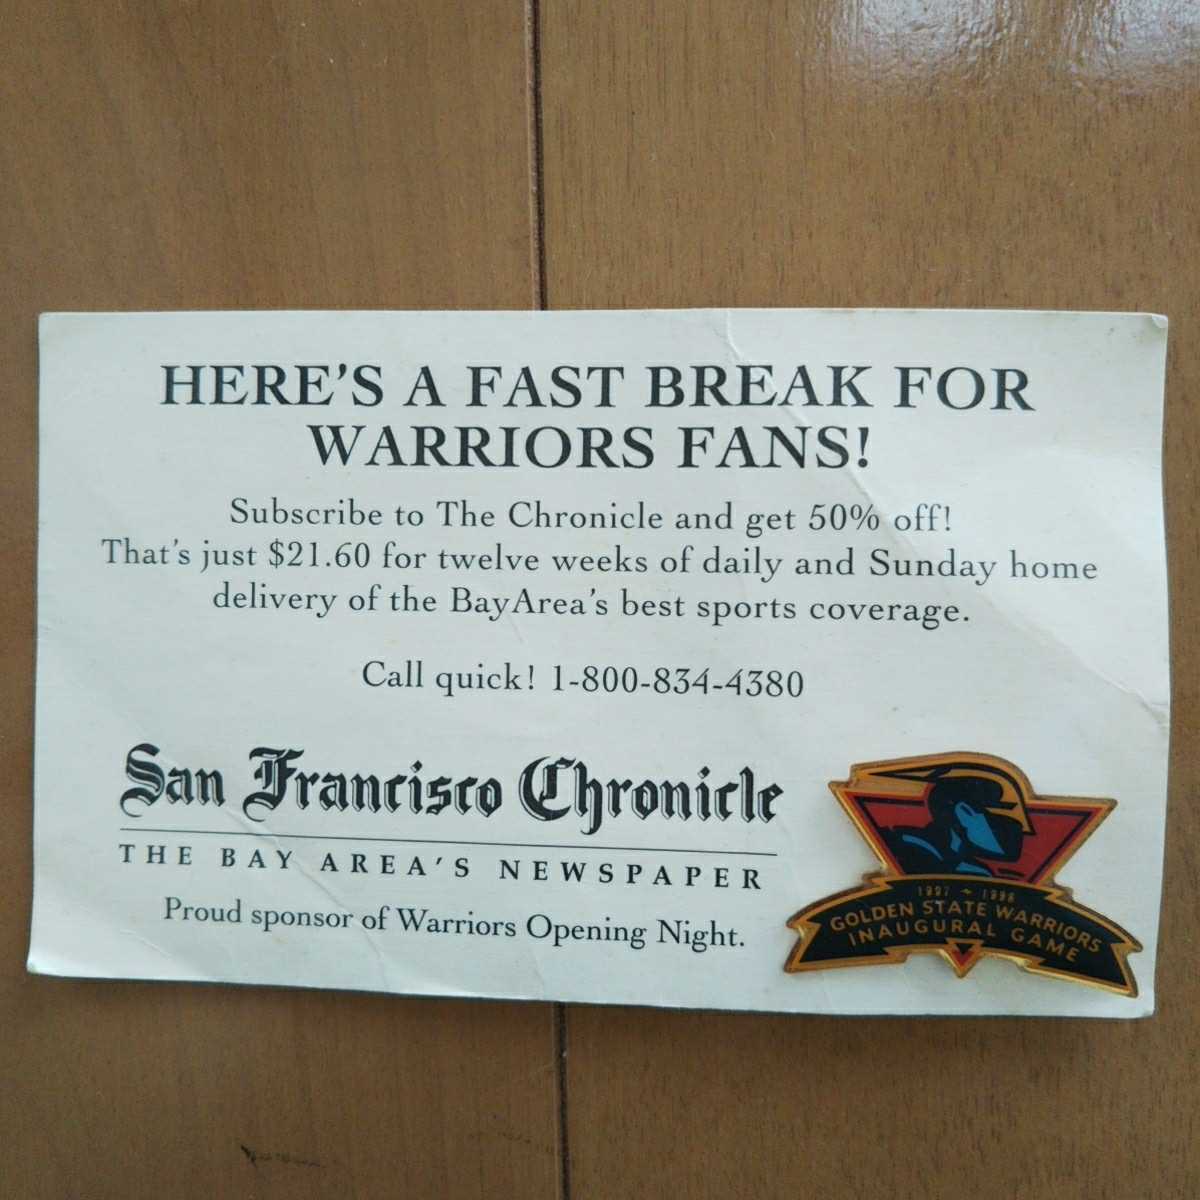 HERE'S A FAST BREAK FOR
WARRIORS FANS!
Subscribe to The Chronicle and get 50% off!
That's just $21.60 for twelve weeks of daily and Sunday home
delivery of the BayArea's best sports coverage.
Call quick! 1-800-834-4380
San Francisco Chronicle
THE BAY AREA'S NEWSPAPER
Proud sponsor of Warriors Opening Night.
1997 1998
GOLDEN STATE WARRIORS
INAUGURAL GAME